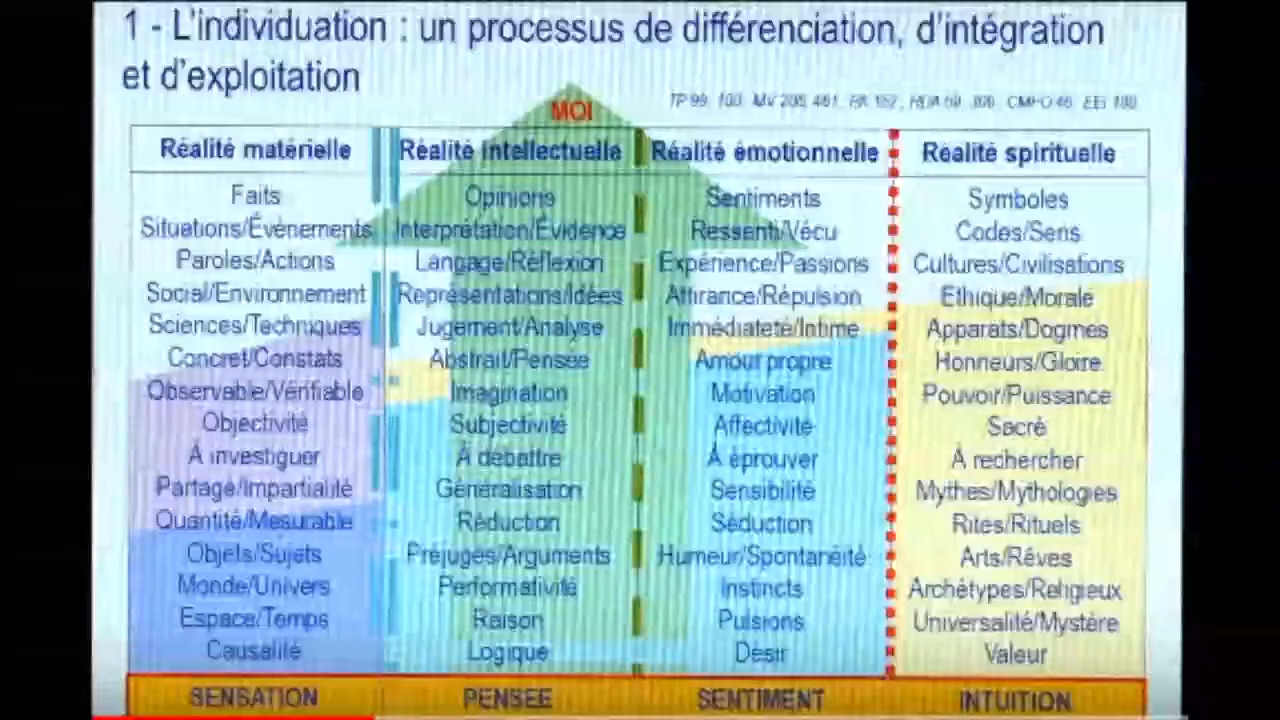 1 - L'individuation : un processus de différenciation, d'intégration
et d'exploitation
MOI
Réalité matérielle Réalité intellectuelle Réalité émotionnelle Réalité spirituelle
Faits Opinions Sentiments Symboles
Situations/Événements Interprétation/Évidence Ressenti/Vécu Codes/Sens
Paroles/Actions Langage/Réflexion Expérience/Passions Cultures/Civilisations
Social/Environnement Représentations/Idées Attirance/Répulsion Ethique/Morale
Sciences/Techniques Jugement/Analyse Immédiateté/Intime Apparats/Dogmes
Concret/Constats Abstrait/Pensée Amour propre Honneurs/Gloire
Observable/Vérifiable Imagination Motivation Pouvoir/Puissance
Objectivité Subjectivité Affectivité Sacré
À investiguer À débattre À éprouver À rechercher
Partage/Impartialité Généralisation Sensibilité Mythes/Mythologies
Quantité/Mesurable Réduction Séduction Rites/Rituels
Objets/Sujets Préjugés/Arguments Humeur/Spontanéité Arts/Rêves
Monde/Univers Performativité Instincts Archétypes/Religieux
Espace/Temps Raison Pulsions Universalité/Mystère
Causalité Logique Désir Valeur
SENSATION PENSEE SENTIMENT INTUITION